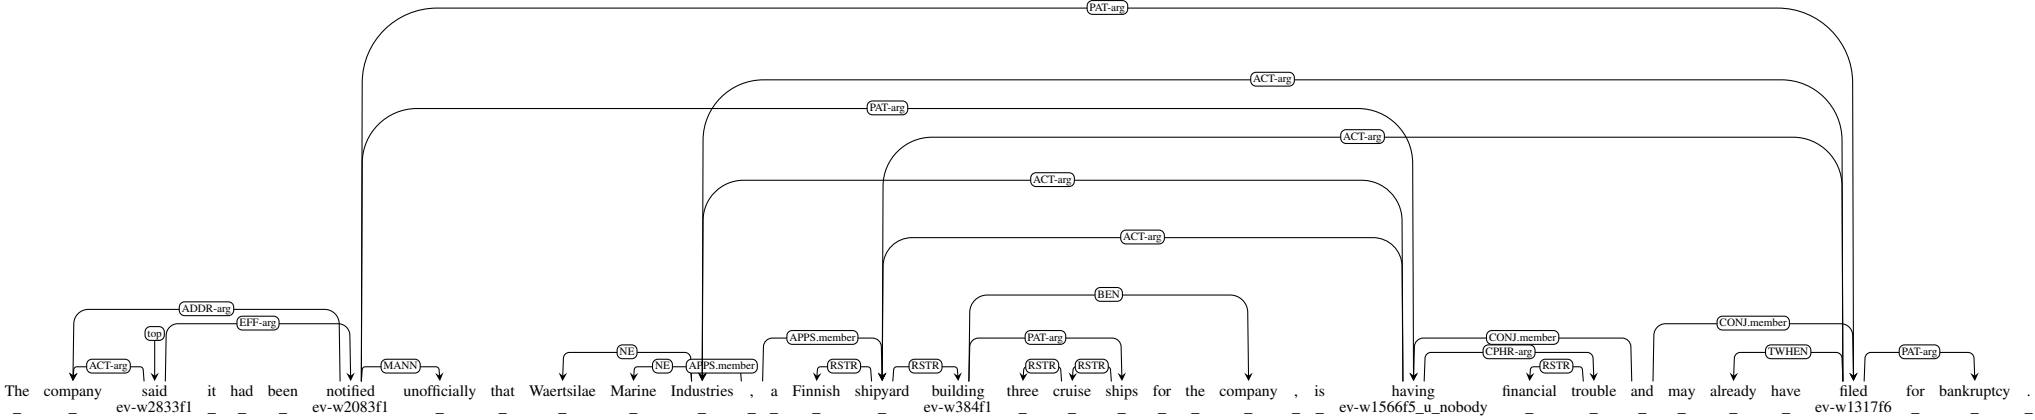 PAT-arg
ACT-arg
PAT-arg
ACT-arg
ACT-arg
ACT-arg
BEN
ADDR-arg
EFF-arg CONJ.member
top APPS.member PAT-arg CONJ.member
NE CPHR-arg TWHEN PAT-arg
ACT-arg MANN NE APPS.member RSTR RSTR RSTR RSTR RSTR
The company said it had been notified unofficially that Waertsilae Marine Industries , a Finnish shipyard building three cruise ships for the company , is having financial trouble and may already have filed for bankruptcy .
_ _ ev-w2833f1 _ _ _ ev-w2083f1 _ _ _ _ _ _ _ _ _ ev-w384f1 _ _ _ _ _ _ _ _ ev-w1566f5_u_nobody _ _ _ _ _ _ ev-w1317f6 _ _ _